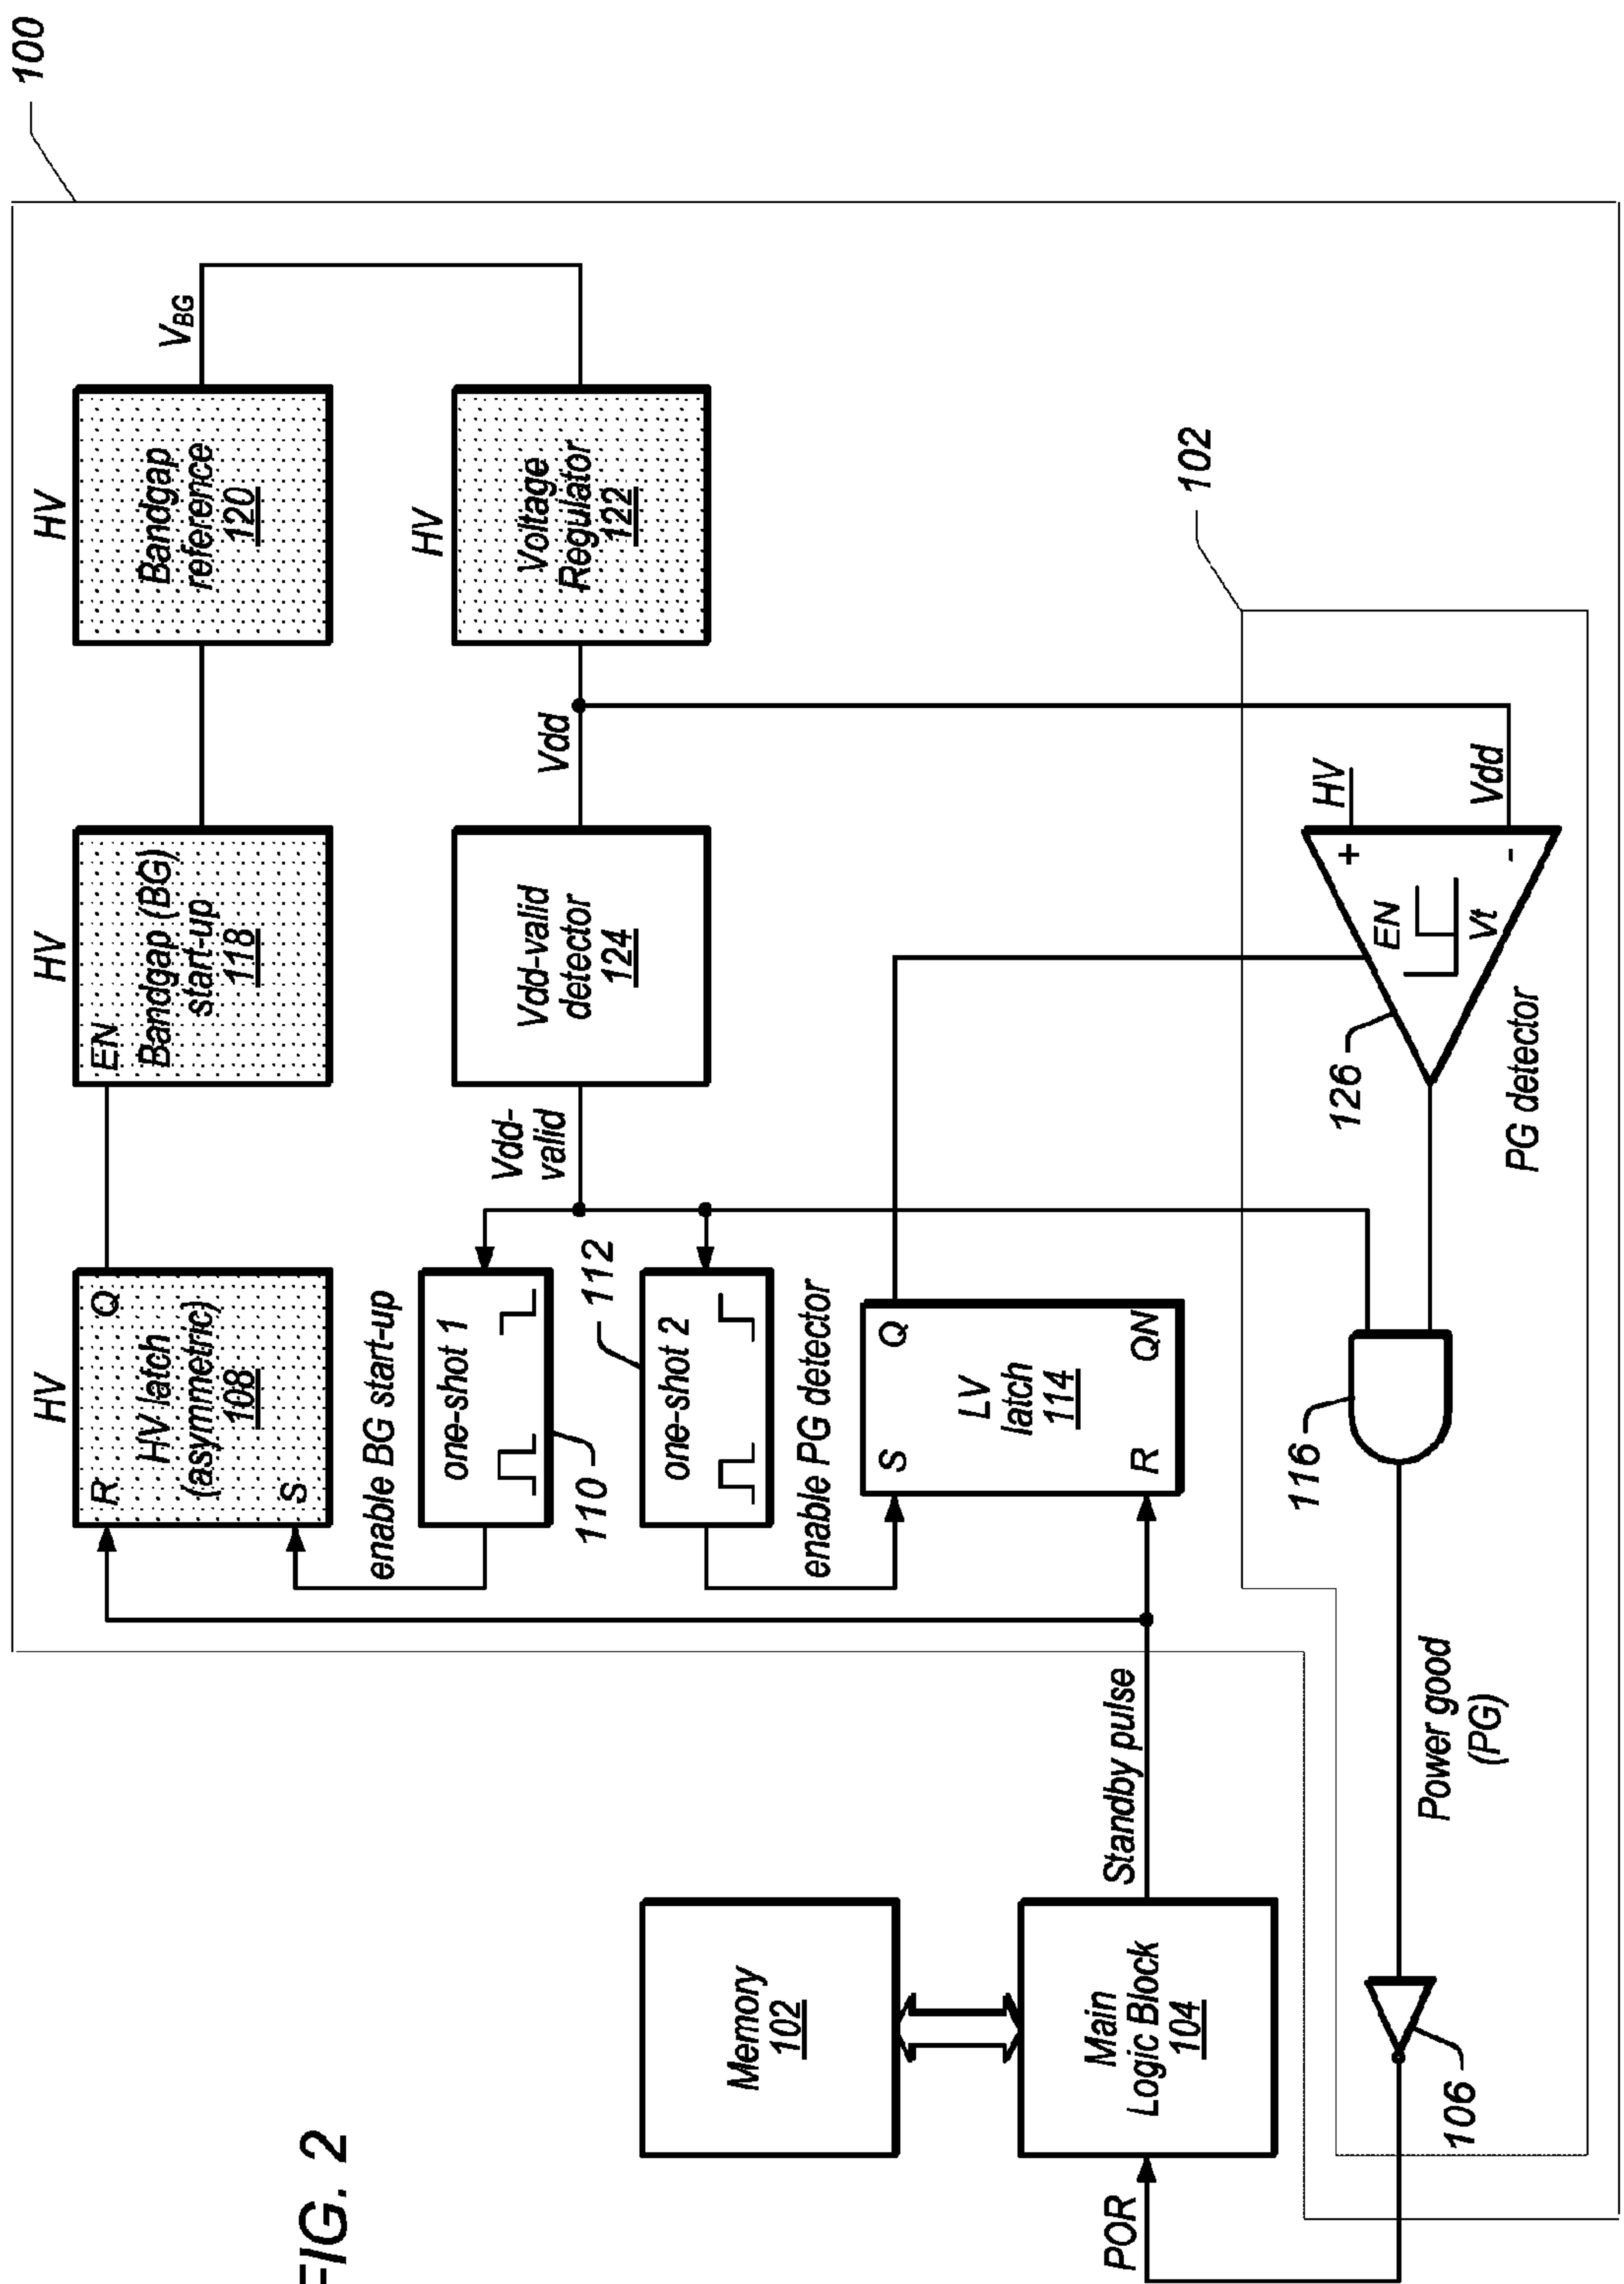 FIG. 2
100
HV
R
Q
HV latch
(asymmetric)
108
S
HV
EN
Bandgap (BG)
start-up
118
HV
Bandgap
reference
120
VBG
enable BG start-up
one-shot 1
110
Vdd-
valid
Vdd-valid
detector
124
Vdd
HV
Voltage
Regulator
122
112
one-shot 2
enable PG detector
Memory
102
S
Q
LV
latch
114
R
QN
Main
Logic Block
104
Standby pulse
POR
102
116
126
EN
Vt
+
-
HV
Vdd
PG detector
Power good
(PG)
106